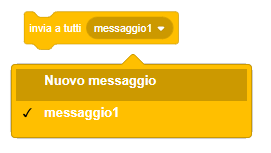 invia a tutti messaggio1
Nuovo messaggio
✓ messaggio1